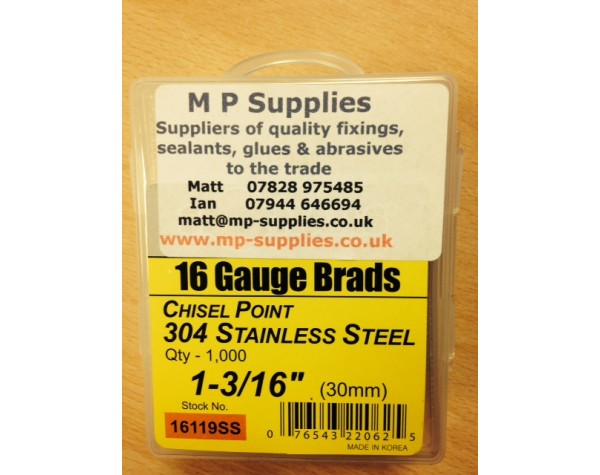 M P Supplies
Suppliers of quality fixings,
sealants, glues & abrasives
to the trade
Matt 07828 975485
Ian 07944 646694
matt@mp-supplies.co.uk
www.mp-supplies.co.uk
16 Gauge Brads
CHISEL POINT
304 STAINLESS STEEL
Qty - 1,000
1-3/16" (30mm)
Stock No.
16119SS
0 76543 22062 5
MADE IN KOREA